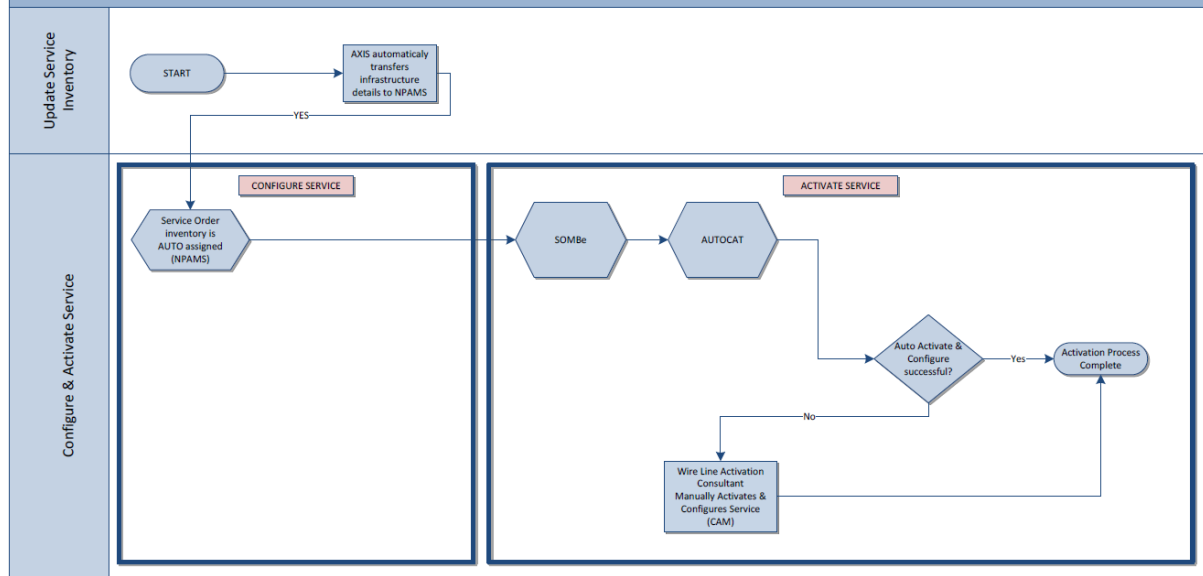 Update Service
Inventory
START
AXIS automaticaly
transfers
infrastructure
details to NPAMS
YES
Configure & Activate Service
CONFIGURE SERVICE
Service Order
inventory is
AUTO assigned
(NPAMS)
ACTIVATE SERVICE
SOMBe
AUTOCAT
Auto Activate &
Configure
successful?
Yes
Activation Process
Complete
No
Wire Line Activation
Consultant
Manually Activates &
Configures Service
(CAM)